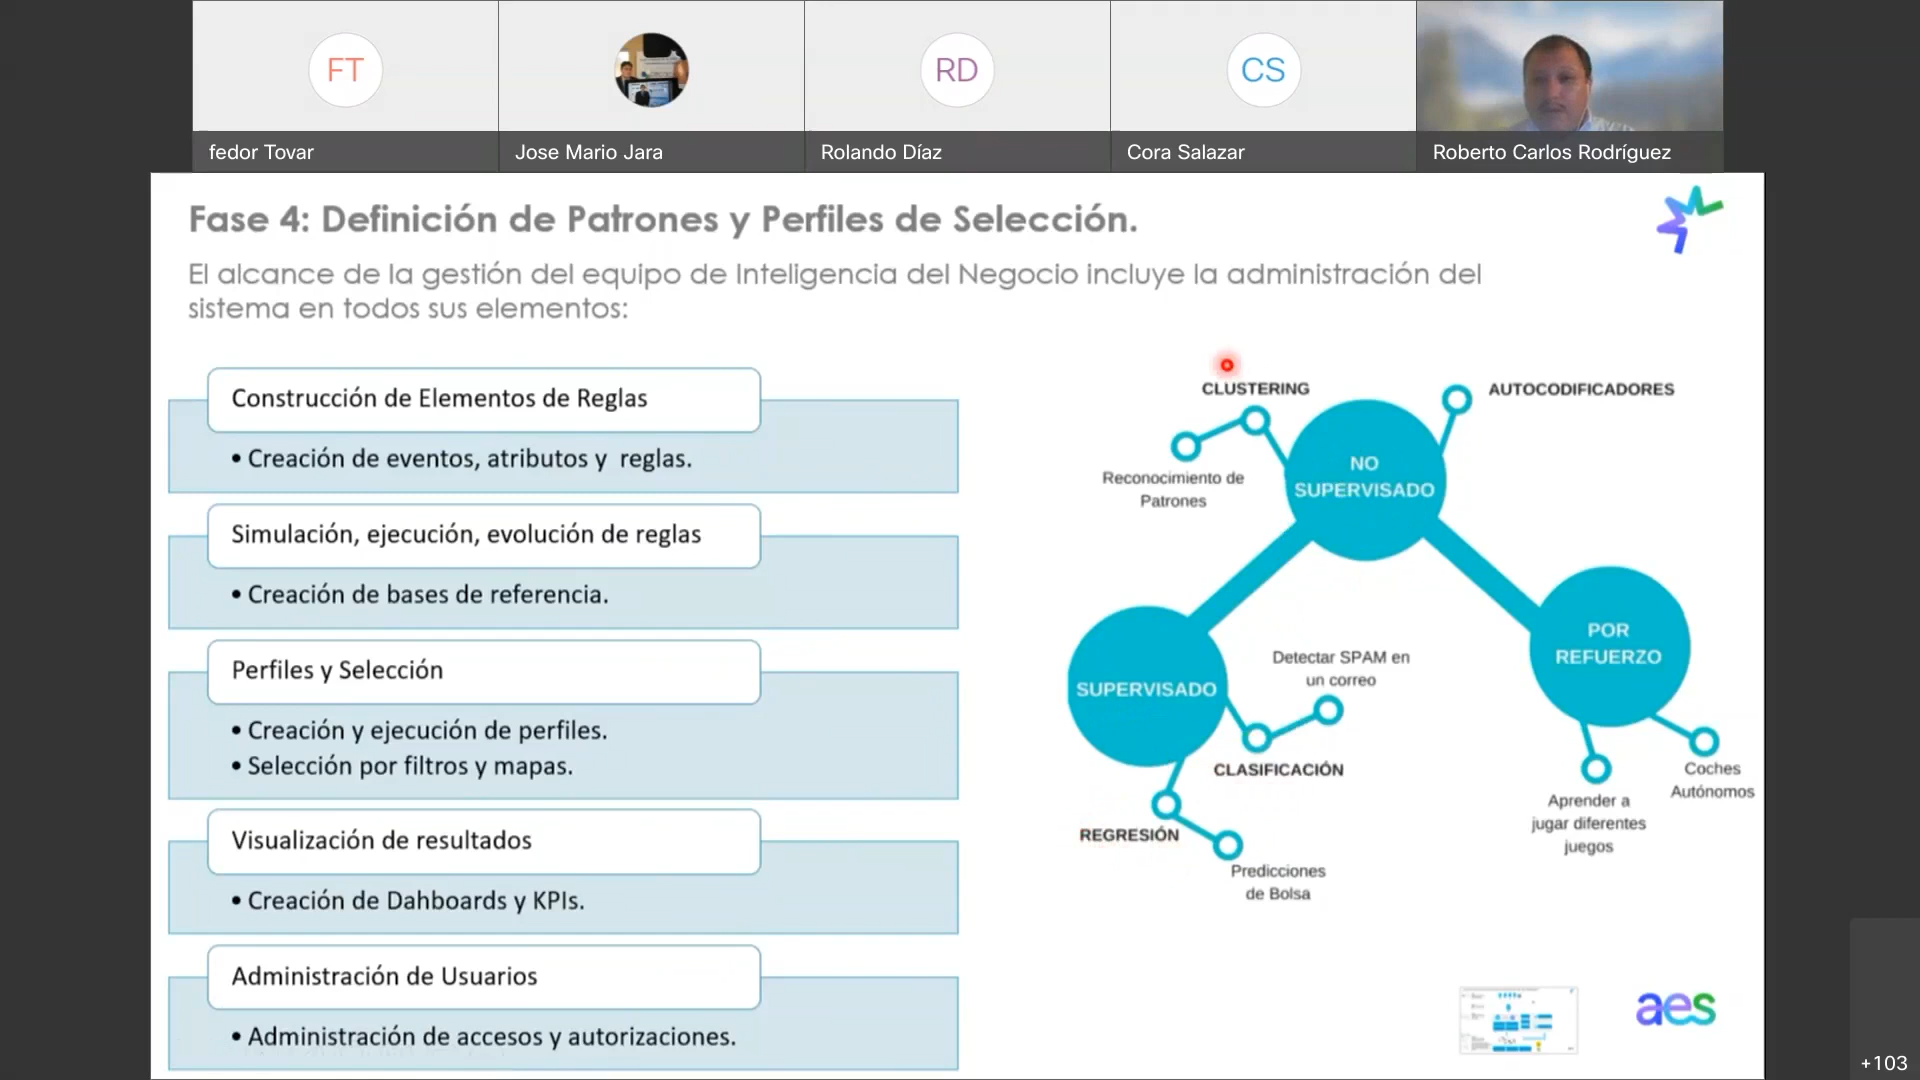 FT
RD
CS
fedor Tovar
Jose Mario Jara
Rolando Díaz
Cora Salazar
Roberto Carlos Rodríguez
Fase 4: Definición de Patrones y Perfiles de Selección.
El alcance de la gestión del equipo de Inteligencia del Negocio incluye la administración del
sistema en todos sus elementos:
Construcción de Elementos de Reglas
• Creación de eventos, atributos y reglas.
Simulación, ejecución, evolución de reglas
• Creación de bases de referencia.
Perfiles y Selección
• Creación y ejecución de perfiles.
• Selección por filtros y mapas.
Visualización de resultados
• Creación de Dahboards y KPIs.
Administración de Usuarios
• Administración de accesos y autorizaciones.
CLUSTERING
AUTOCODIFICADORES
Reconocimiento de
Patrones
NO
SUPERVISADO
SUPERVISADO
Detectar SPAM en
un correo
CLASIFICACIÓN
REGRESIÓN
Predicciones
de Bolsa
POR
REFUERZO
Aprender a
jugar diferentes
juegos
Coches
Autónomos
aes
+103